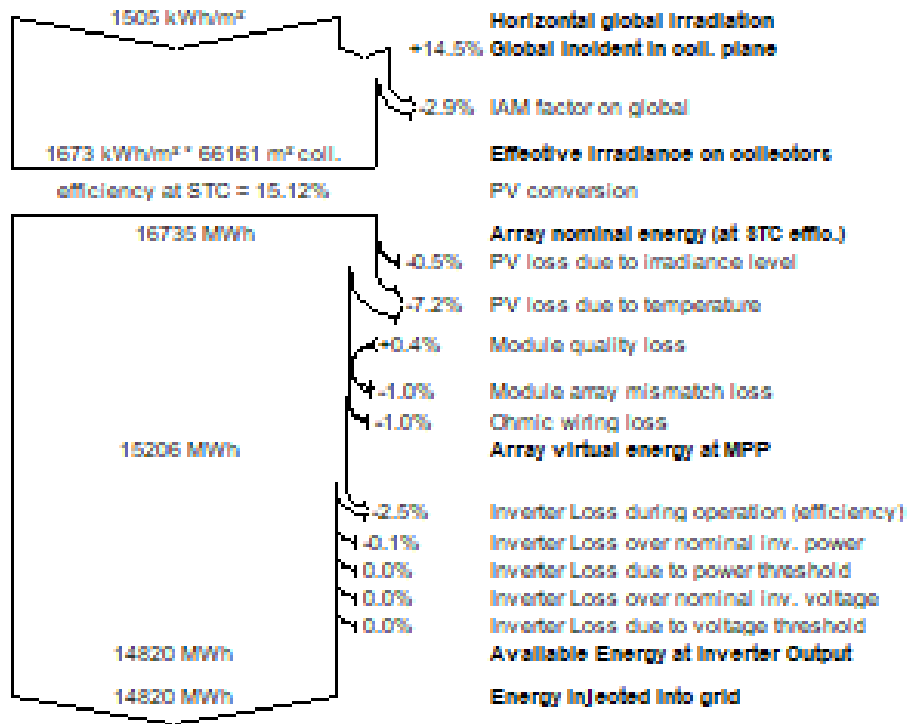 1505 kWh/m² Horizontal global irradiation
+14.5% Global incident in coll. plane
-2.9% IAM factor on global
1673 kWh/m² * 66161 m² coll. Effective irradiance on collectors
efficiency at STC = 15.12% PV conversion
16735 MWh Array nominal energy (at STC effic.)
-0.5% PV loss due to irradiance level
-7.2% PV loss due to temperature
+0.4% Module quality loss
-1.0% Module array mismatch loss
-1.0% Ohmic wiring loss
15206 MWh Array virtual energy at MPP
-2.5% Inverter Loss during operation (efficiency)
-0.1% Inverter Loss over nominal inv. power
0.0% Inverter Loss due to power threshold
0.0% Inverter Loss over nominal inv. voltage
0.0% Inverter Loss due to voltage threshold
14820 MWh Available Energy at Inverter Output
14820 MWh Energy injected into grid